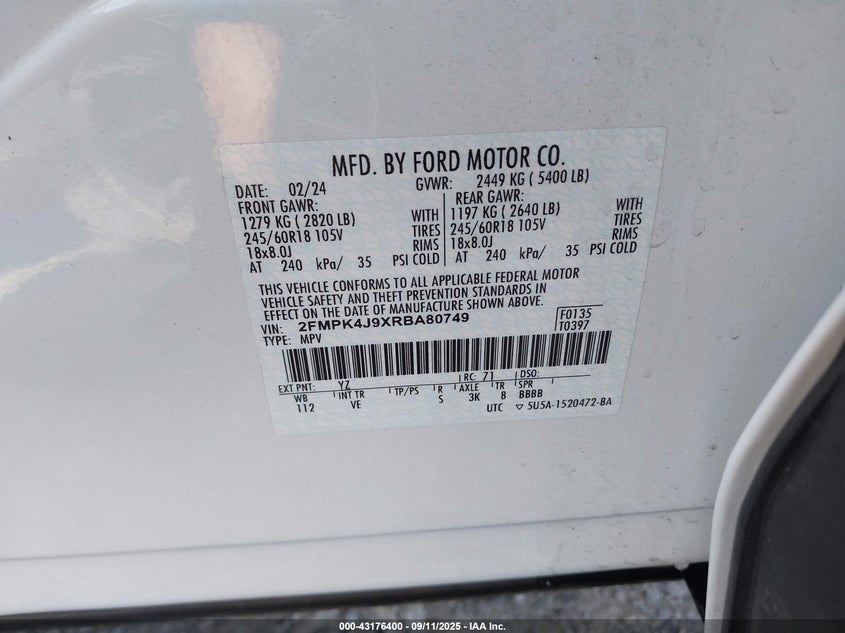 MFD. BY FORD MOTOR CO.
DATE: 02/24 GVWR: 2449 KG ( 5400 LB)
FRONT GAWR: REAR GAWR:
1279 KG ( 2820 LB) WITH 1197 KG ( 2640 LB) WITH
245/60R18 105V TIRES 245/60R18 105V TIRES
18x8.0J RIMS 18x8.0J RIMS
AT 240 kPa/ 35 PSI COLD AT 240 kPa/ 35 PSI COLD
THIS VEHICLE CONFORMS TO ALL APPLICABLE FEDERAL MOTOR
VEHICLE SAFETY AND THEFT PREVENTION STANDARDS IN
EFFECT ON THE DATE OF MANUFACTURE SHOWN ABOVE.
VIN: 2FMPK4J9XRBA80749 F0135
TYPE: MPV T0397
EXT PNT: YZ RC: 71 DSO:
WB INT TR TP/PS R AXLE TR SPR
112 VE S 3K 8 BBBB
UTC ▽ 5U5A-1520472-BA
000-43176400 - 09/11/2025 - IAA Inc.